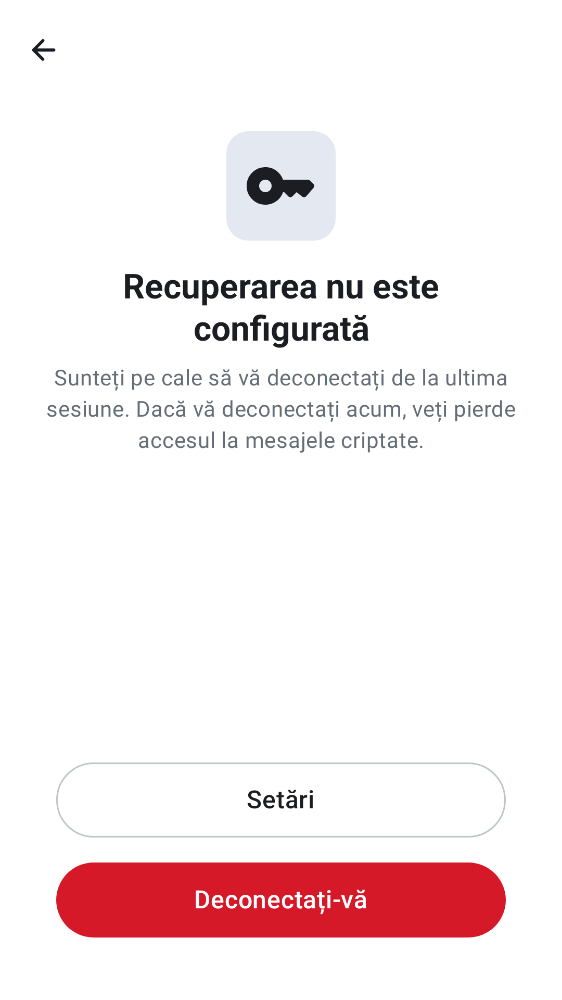 Recuperarea nu este
configurată
Sunteți pe cale să vă deconectați de la ultima
sesiune. Dacă vă deconectați acum, veți pierde
accesul la mesajele criptate.
Setări
Deconectați-vă